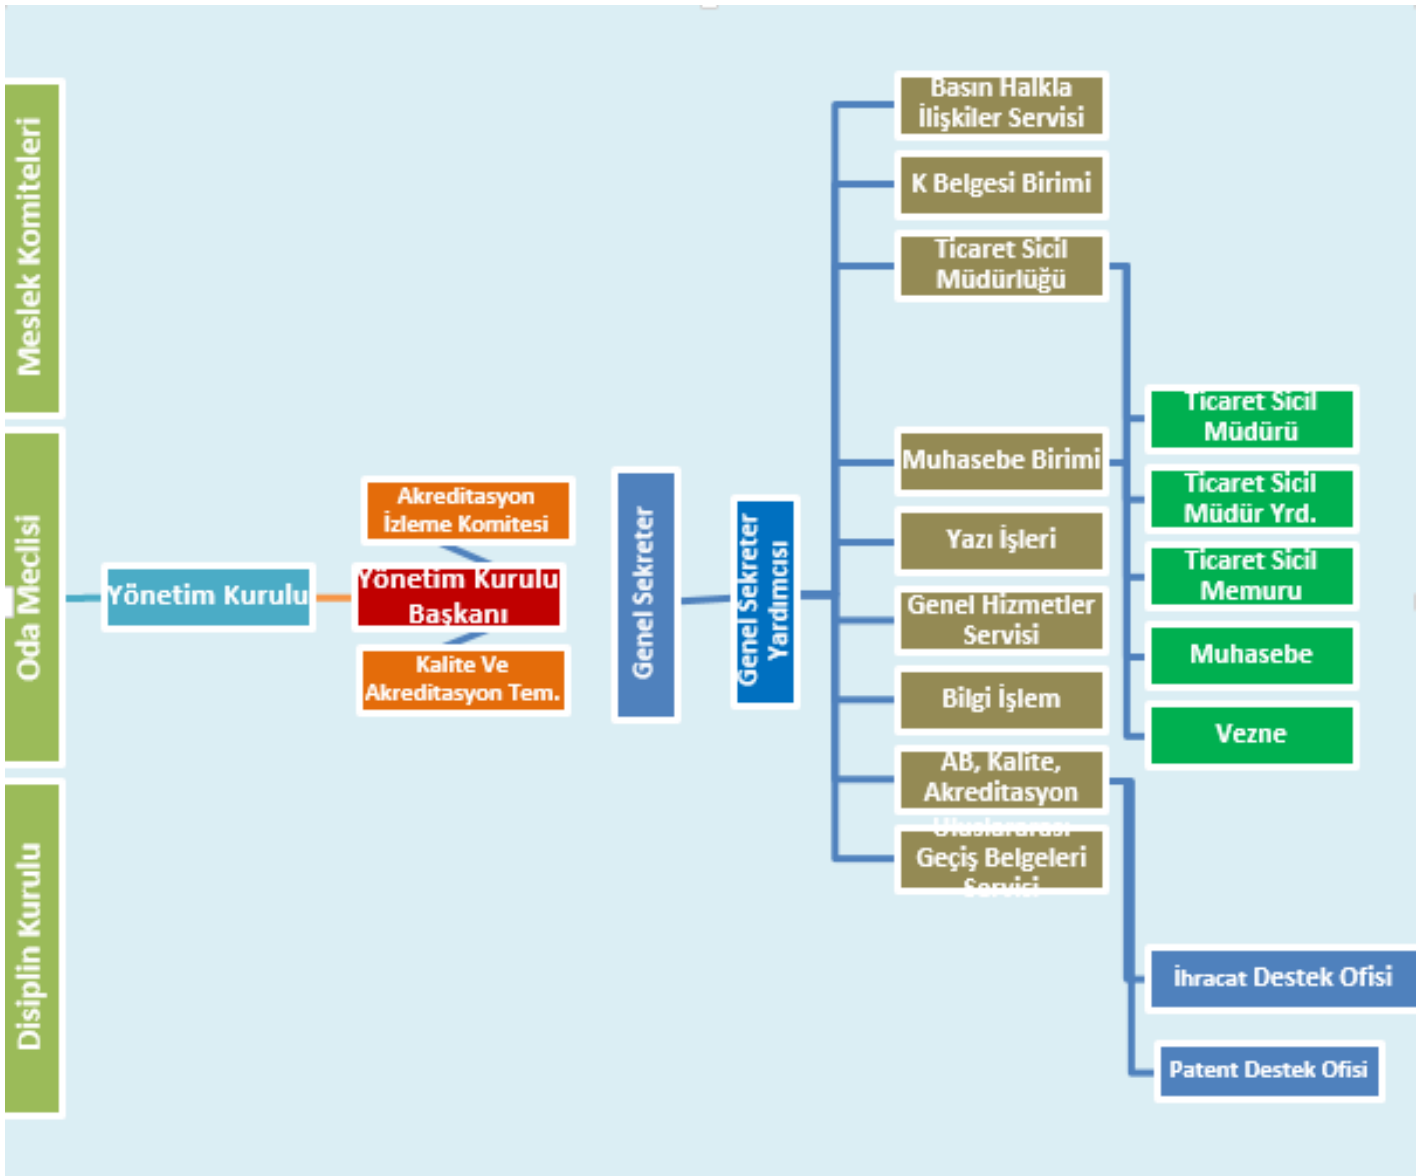 Meslek Komiteleri
Oda Meclisi
Disiplin Kurulu
Yönetim Kurulu
Akreditasyon
İzleme Komitesi
Yönetim Kurulu
Başkanı
Kalite Ve
Akreditasyon Tem.
Genel Sekreter
Genel Sekreter
Yardımcısı
Basın Halkla
İlişkiler Servisi
K Belgesi Birimi
Ticaret Sicil
Müdürlüğü
Muhasebe Birimi
Yazı İşleri
Genel Hizmetler
Servisi
Bilgi İşlem
AB, Kalite,
Akreditasyon
Uluslararası
Geçiş Belgeleri
Servisi
Ticaret Sicil
Müdürü
Ticaret Sicil
Müdür Yrd.
Ticaret Sicil
Memuru
Muhasebe
Vezne
İhracat Destek Ofisi
Patent Destek Ofisi